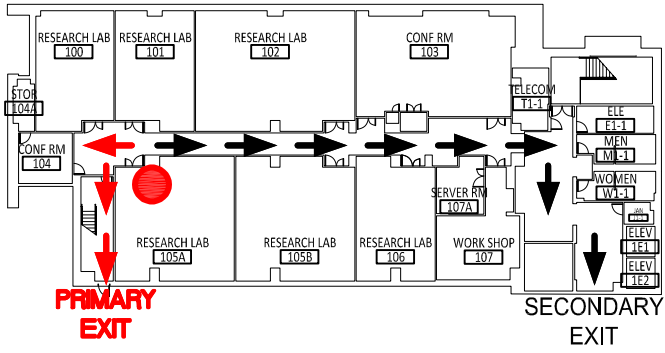 RESEARCH LAB
100
RESEARCH LAB
101
RESEARCH LAB
102
CONF RM
103
STOR
104A
TELECOM
T1-1
ELE
E1-1
MEN
M1-1
CONF RM
104
WOMEN
W1-1
SERVER RM
107A
JAN
RESEARCH LAB
105A
RESEARCH LAB
105B
RESEARCH LAB
106
WORK SHOP
107
ELEV
1E1
ELEV
1E2
PRIMARY
EXIT
SECONDARY
EXIT